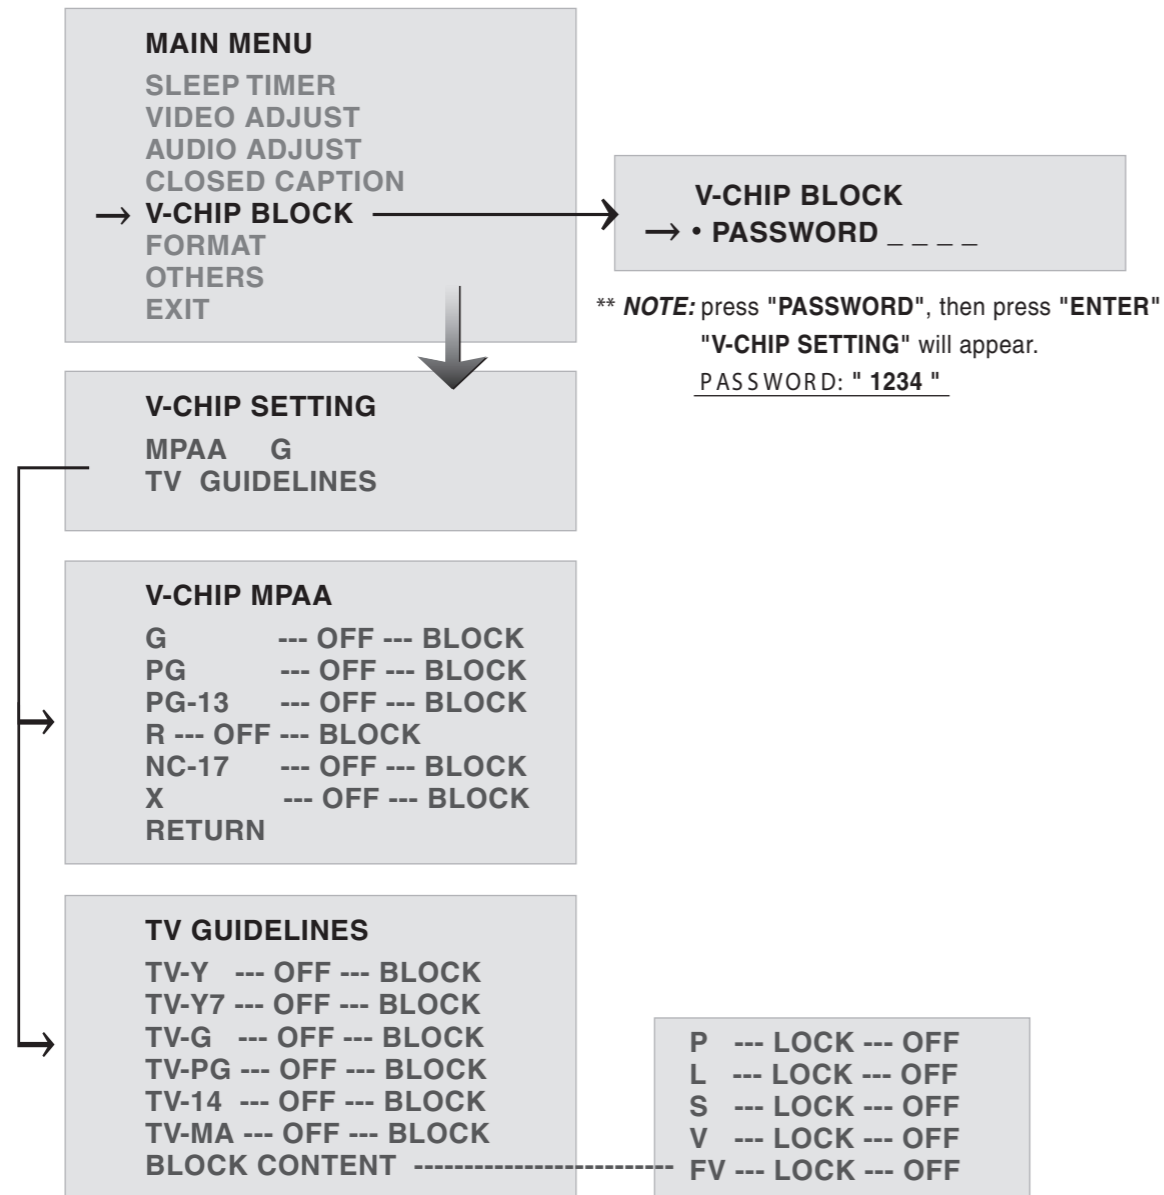 MAIN MENU
SLEEP TIMER
VIDEO ADJUST
AUDIO ADJUST
CLOSED CAPTION
→ V-CHIP BLOCK
FORMAT
OTHERS
EXIT
V-CHIP BLOCK
→ • PASSWORD _ _ _ _
** NOTE: press "PASSWORD", then press "ENTER"
"V-CHIP SETTING" will appear.
PASSWORD: " 1234 "
V-CHIP SETTING
MPAA G
TV GUIDELINES
V-CHIP MPAA
G --- OFF --- BLOCK
PG --- OFF --- BLOCK
PG-13 --- OFF --- BLOCK
R --- OFF --- BLOCK
NC-17 --- OFF --- BLOCK
X --- OFF --- BLOCK
RETURN
TV GUIDELINES
TV-Y --- OFF --- BLOCK
TV-Y7 --- OFF --- BLOCK
TV-G --- OFF --- BLOCK
TV-PG --- OFF --- BLOCK
TV-14 --- OFF --- BLOCK
TV-MA --- OFF --- BLOCK
BLOCK CONTENT --------------------------
P --- LOCK --- OFF
L --- LOCK --- OFF
S --- LOCK --- OFF
V --- LOCK --- OFF
FV --- LOCK --- OFF